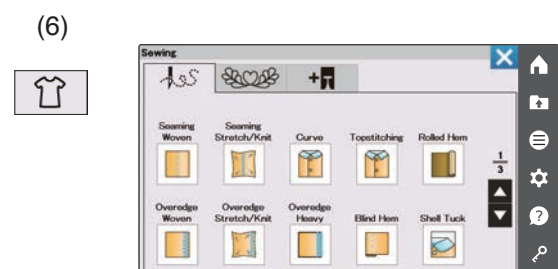 (6)
Sewing
Seaming Woven
Seaming Stretch/Knit
Curve
Topstitching
Rolled Hem
1
3
Overedge Woven
Overedge Stretch/Knit
Overedge Heavy
Blind Hem
Shell Tuck